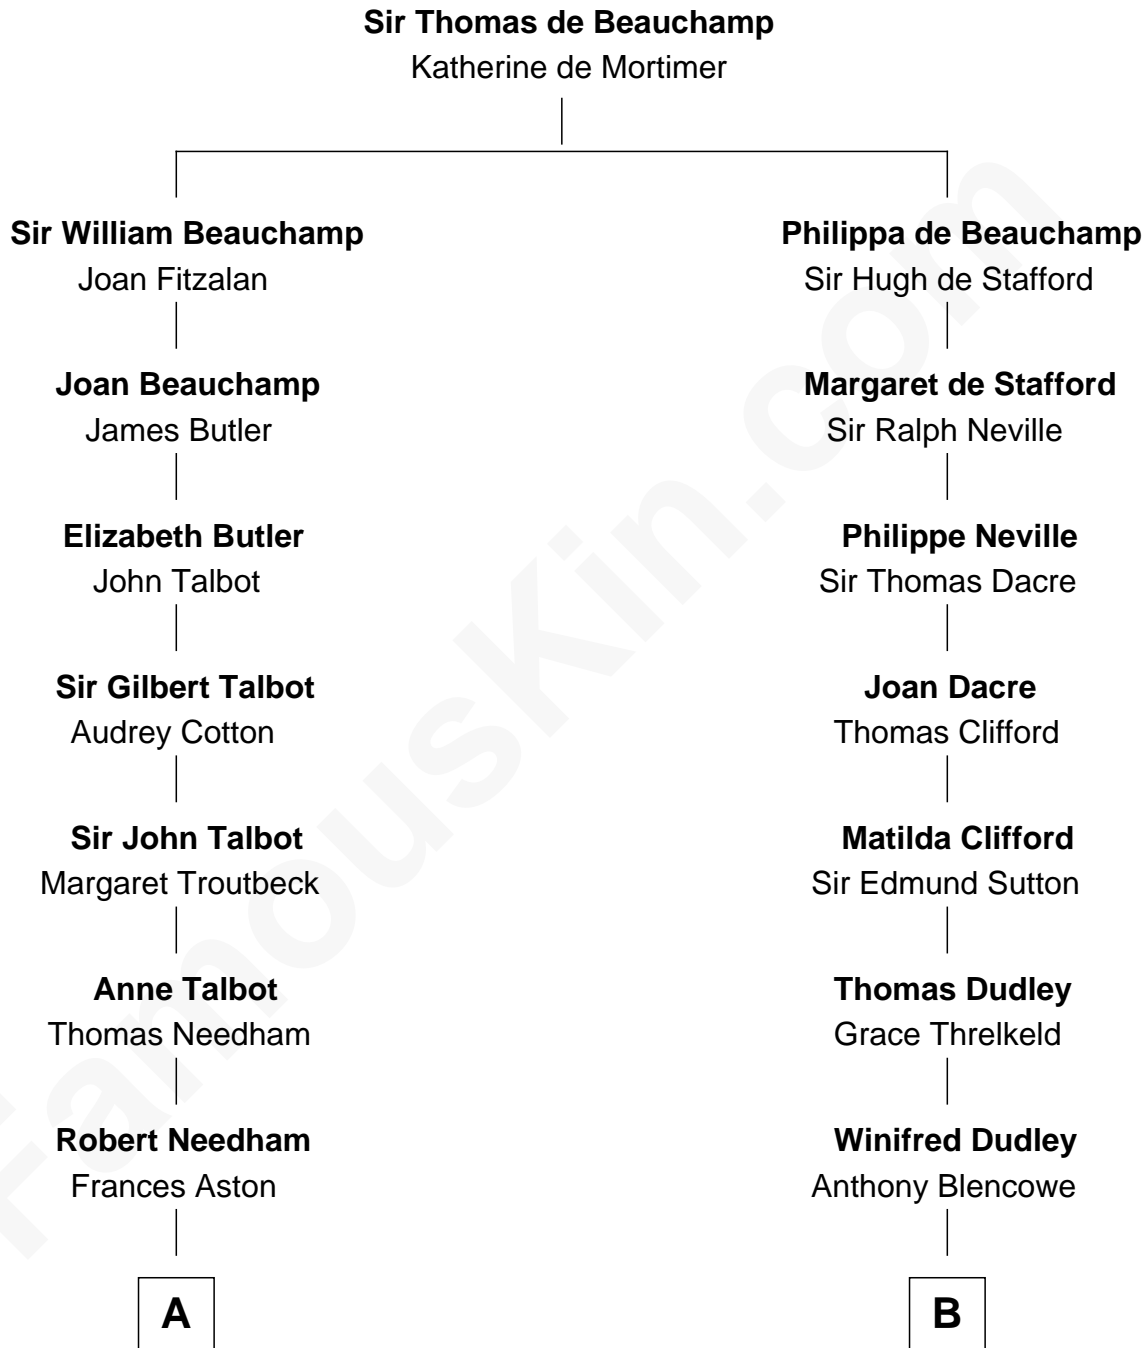 Sir Thomas de Beauchamp
Katherine de Mortimer
Sir William Beauchamp
Joan Fitzalan
Philippa de Beauchamp
Sir Hugh de Stafford
Joan Beauchamp
James Butler
Margaret de Stafford
Sir Ralph Neville
Elizabeth Butler
John Talbot
Philippe Neville
Sir Thomas Dacre
Sir Gilbert Talbot
Audrey Cotton
Joan Dacre
Thomas Clifford
Sir John Talbot
Margaret Troutbeck
Matilda Clifford
Sir Edmund Sutton
Anne Talbot
Thomas Needham
Thomas Dudley
Grace Threlkeld
Robert Needham
Frances Aston
Winifred Dudley
Anthony Blencowe
A
B
FamousKin.com